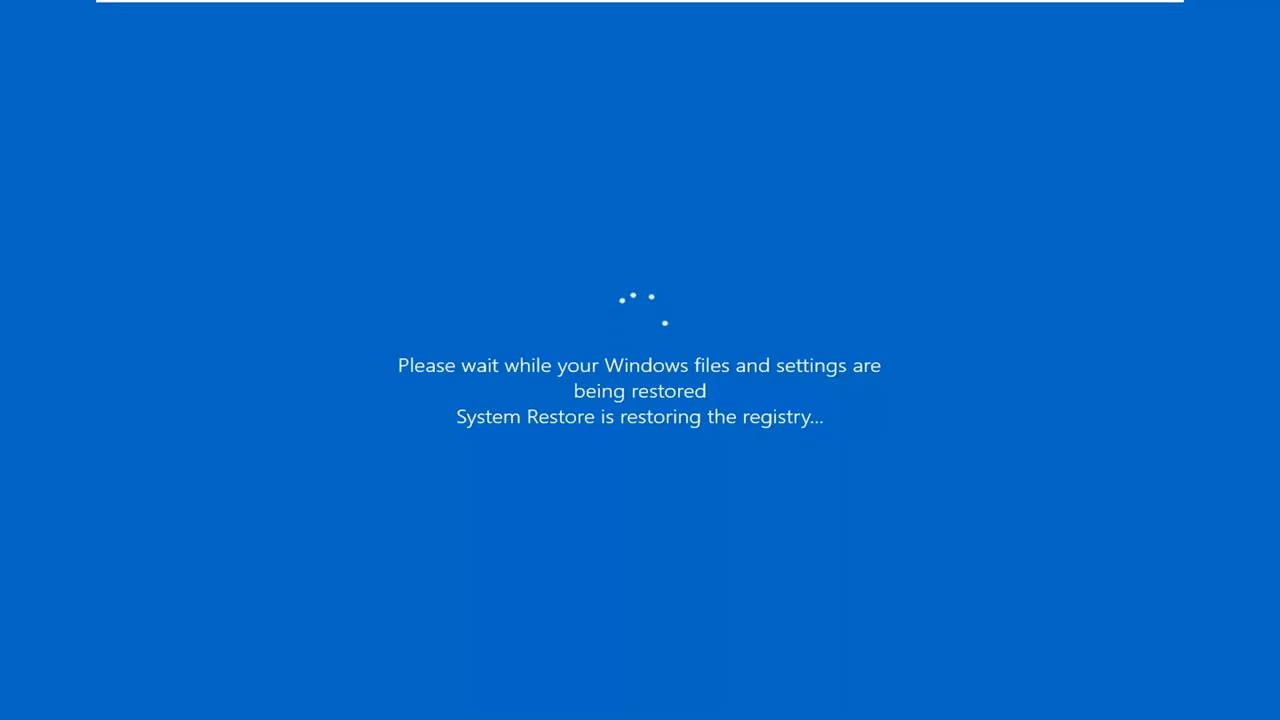 Please wait while your Windows files and settings are
being restored
System Restore is restoring the registry...